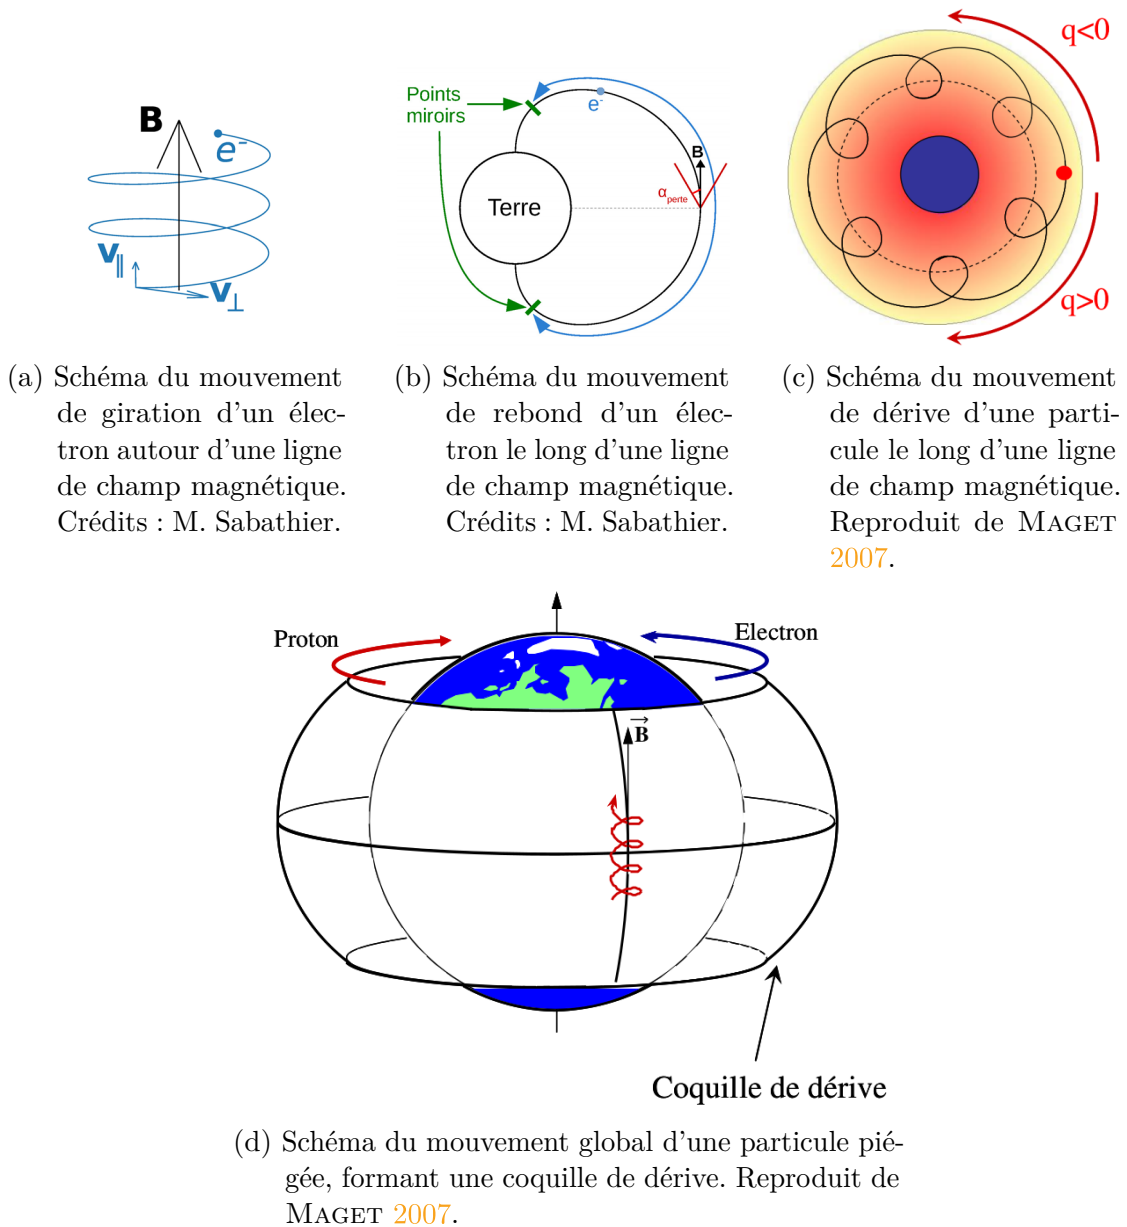 B
e-
V∥
V⊥
Points
miroirs
e-
B
αperte
Terre
q<0
q>0
(a) Schéma du mouvement
de giration d'un élec-
tron autour d'une ligne
de champ magnétique.
Crédits : M. Sabathier.
(b) Schéma du mouvement
de rebond d'un élec-
tron le long d'une ligne
de champ magnétique.
Crédits : M. Sabathier.
(c) Schéma du mouvement
de dérive d'une parti-
cule le long d'une ligne
de champ magnétique.
Reproduit de MAGET
2007.
Proton
Electron
B⃗
Coquille de dérive
(d) Schéma du mouvement global d'une particule pié-
gée, formant une coquille de dérive. Reproduit de
MAGET 2007.